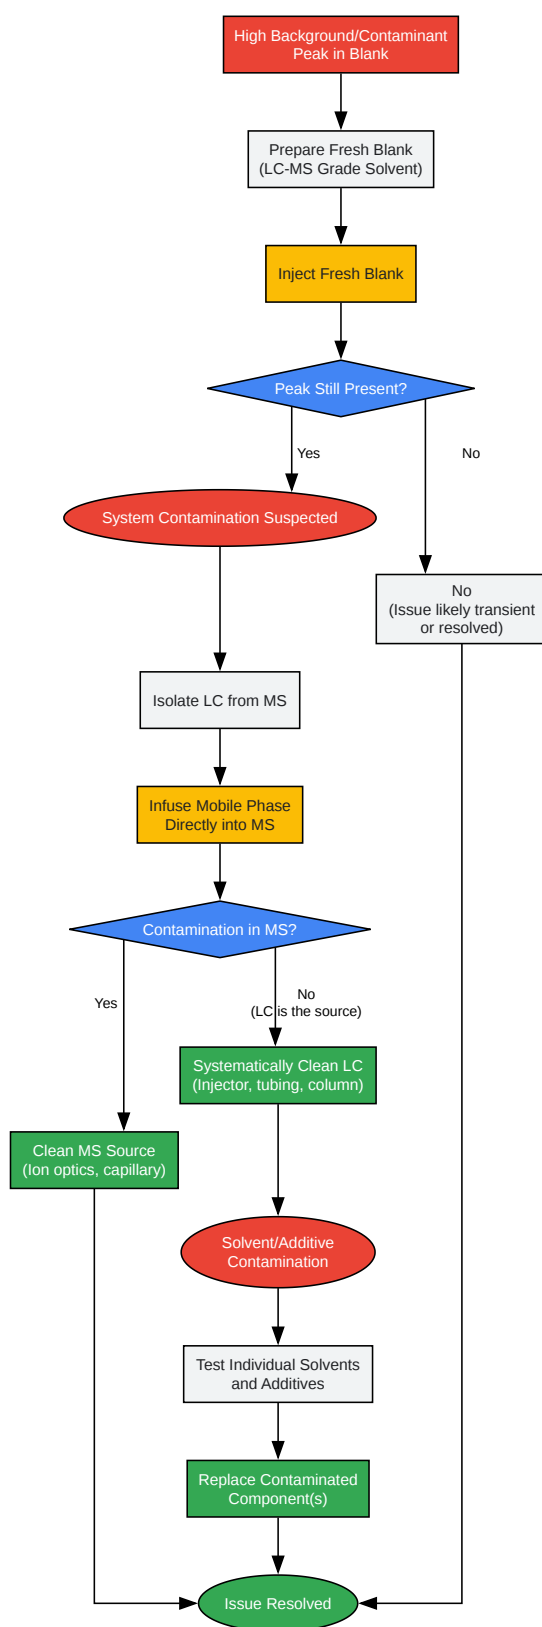 High Background/Contaminant
Peak in Blank
Prepare Fresh Blank
(LC-MS Grade Solvent)
Inject Fresh Blank
Peak Still Present?
Yes
No
System Contamination Suspected
No
(Issue likely transient
or resolved)
Isolate LC from MS
Infuse Mobile Phase
Directly into MS
Contamination in MS?
Yes
No
(LC is the source)
Systematically Clean LC
(Injector, tubing, column)
Clean MS Source
(Ion optics, capillary)
Solvent/Additive
Contamination
Test Individual Solvents
and Additives
Replace Contaminated
Component(s)
Issue Resolved